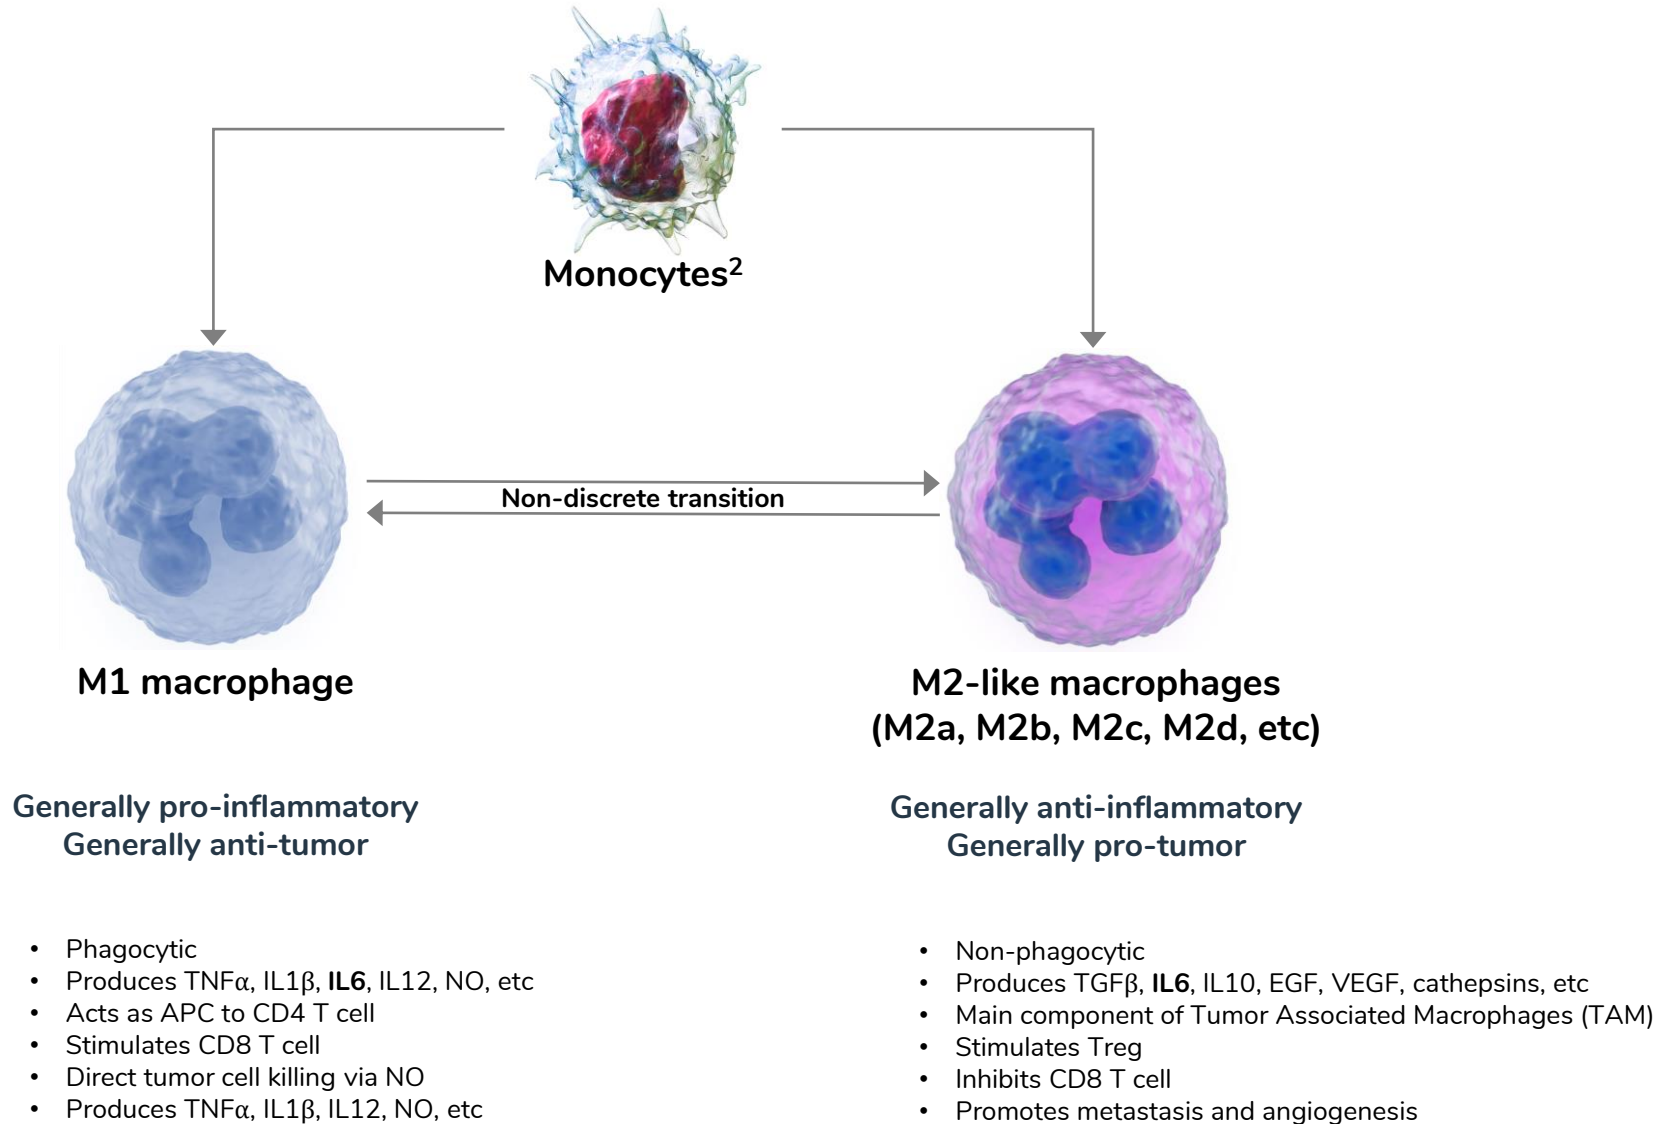 Monocytes²
Non-discrete transition
M1 macrophage
M2-like macrophages
(M2a, M2b, M2c, M2d, etc)
Generally pro-inflammatory
Generally anti-tumor
Generally anti-inflammatory
Generally pro-tumor
• Phagocytic
• Produces TNFα, IL1β, IL6, IL12, NO, etc
• Acts as APC to CD4 T cell
• Stimulates CD8 T cell
• Direct tumor cell killing via NO
• Produces TNFα, IL1β, IL12, NO, etc
• Non-phagocytic
• Produces TGFβ, IL6, IL10, EGF, VEGF, cathepsins, etc
• Main component of Tumor Associated Macrophages (TAM)
• Stimulates Treg
• Inhibits CD8 T cell
• Promotes metastasis and angiogenesis